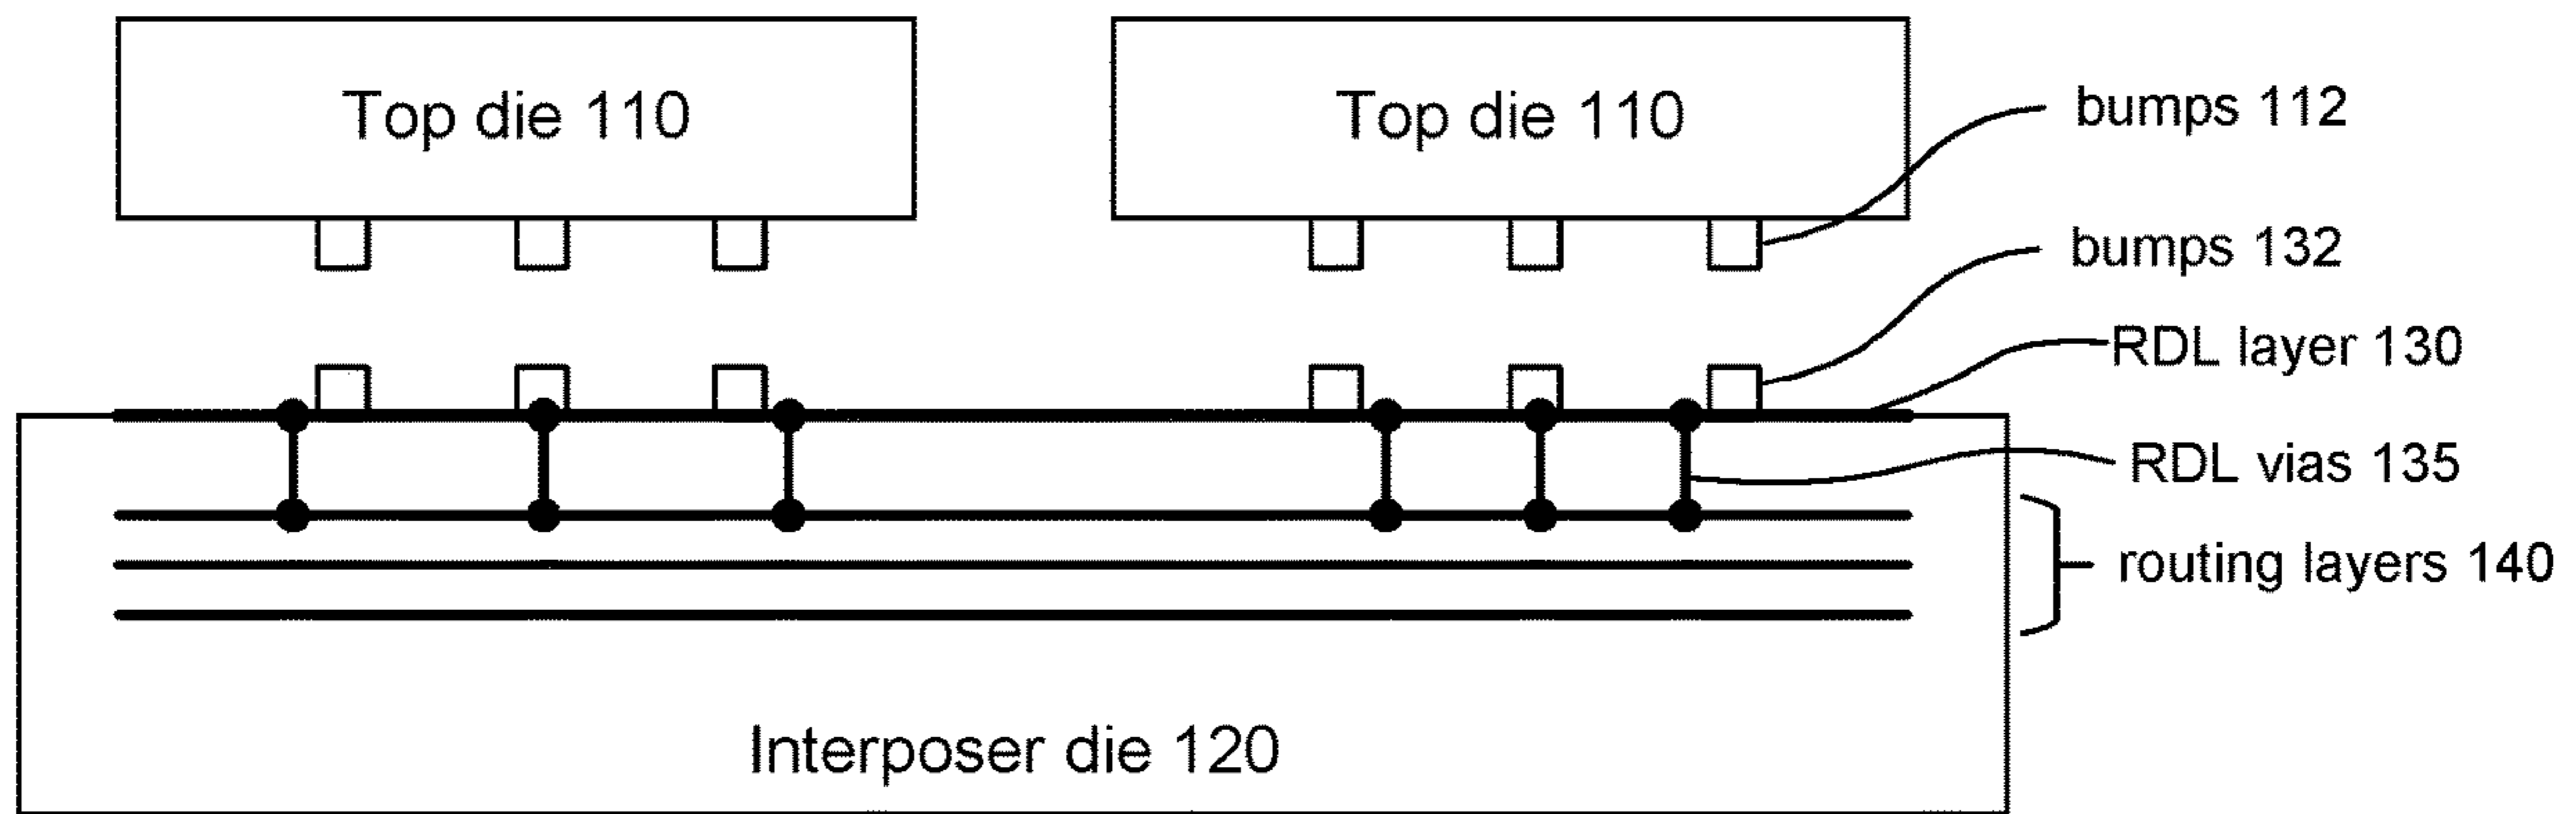 Top die 110
Top die 110
bumps 112
bumps 132
RDL layer 130
RDL vias 135
routing layers 140
Interposer die 120